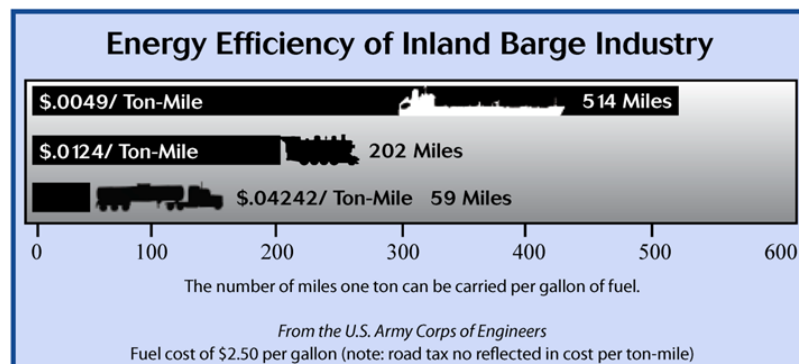 Energy Efficiency of Inland Barge Industry
$.0049/ Ton-Mile 514 Miles
$.0124/ Ton-Mile 202 Miles
$.04242/ Ton-Mile 59 Miles
0 100 200 300 400 500 600
The number of miles one ton can be carried per gallon of fuel.
From the U.S. Army Corps of Engineers
Fuel cost of $2.50 per gallon (note: road tax no reflected in cost per ton-mile)